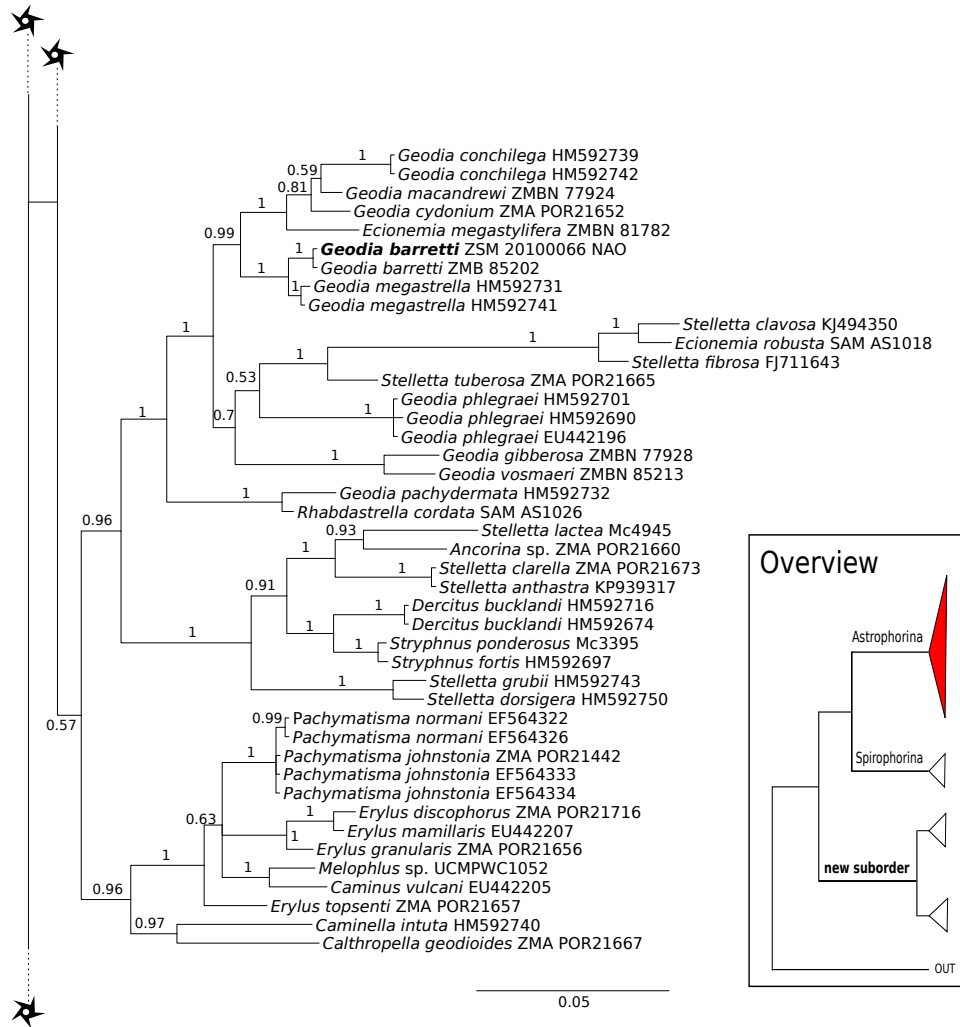 1
Geodia conchilega HM592739
0.59
Geodia conchilega HM592742
0.81
Geodia macandrewi ZMBN 77924
1
Geodia cydonium ZMA POR21652
0.99
Ecionemia megastylifera ZMBN 81782
1
Geodia barretti ZSM 20100066 NAO
1
Geodia barretti ZMB 85202
1
Geodia megastrella HM592731
Geodia megastrella HM592741
1
1
Stelletta clavosa KJ494350
1
Ecionemia robusta SAM AS1018
1
Stelletta fibrosa FJ711643
0.53
Stelletta tuberosa ZMA POR21665
Geodia phlegraei HM592701
0.7
1
Geodia phlegraei HM592690
1
Geodia phlegraei EU442196
1
Geodia gibberosa ZMBN 77928
Geodia vosmaeri ZMBN 85213
1
Geodia pachydermata HM592732
Rhabdastrella cordata SAM AS1026
0.96
0.93
Stelletta lactea Mc4945
1
Ancorina sp. ZMA POR21660
1
Stelletta clarella ZMA POR21673
0.91
Stelletta anthastra KP939317
1
Dercitus bucklandi HM592716
1
1
Dercitus bucklandi HM592674
1
Stryphnus ponderosus Mc3395
Stryphnus fortis HM592697
1
Stelletta grubii HM592743
Stelletta dorsigera HM592750
0.57
0.99
Pachymatisma normani EF564322
Pachymatisma normani EF564326
1
Pachymatisma johnstonia ZMA POR21442
Pachymatisma johnstonia EF564333
Pachymatisma johnstonia EF564334
0.63
1
Erylus discophorus ZMA POR21716
1
Erylus mamillaris EU442207
Erylus granularis ZMA POR21656
1
1
Melophlus sp. UCMPWC1052
Caminus vulcani EU442205
0.96
Erylus topsenti ZMA POR21657
0.97
Caminella intuta HM592740
Calthropella geodioides ZMA POR21667
0.05
Overview
Astrophorina
Spirophorina
new suborder
OUT